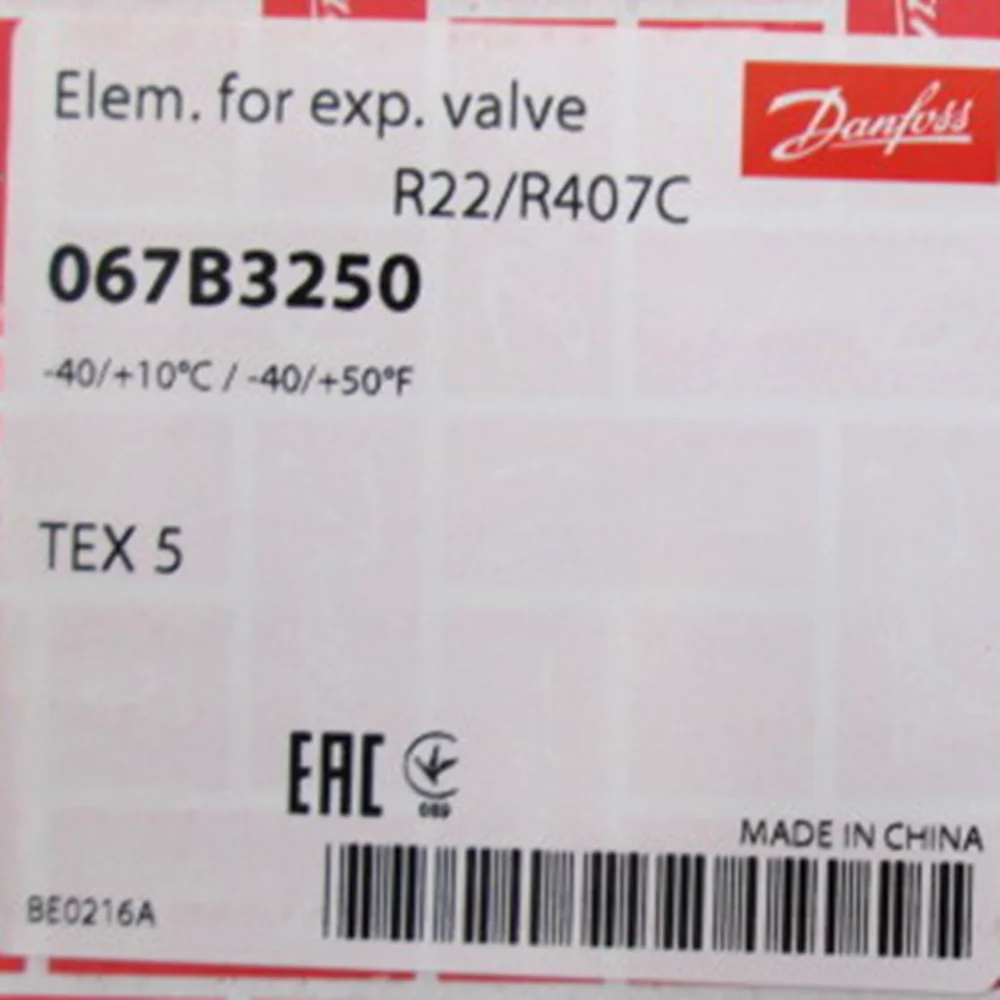 Elem. for exp. valve
Danfoss
R22/R407C
067B3250
-40/+10°C / -40/+50°F
TEX 5
EAC
089
MADE IN CHINA
BE0216A